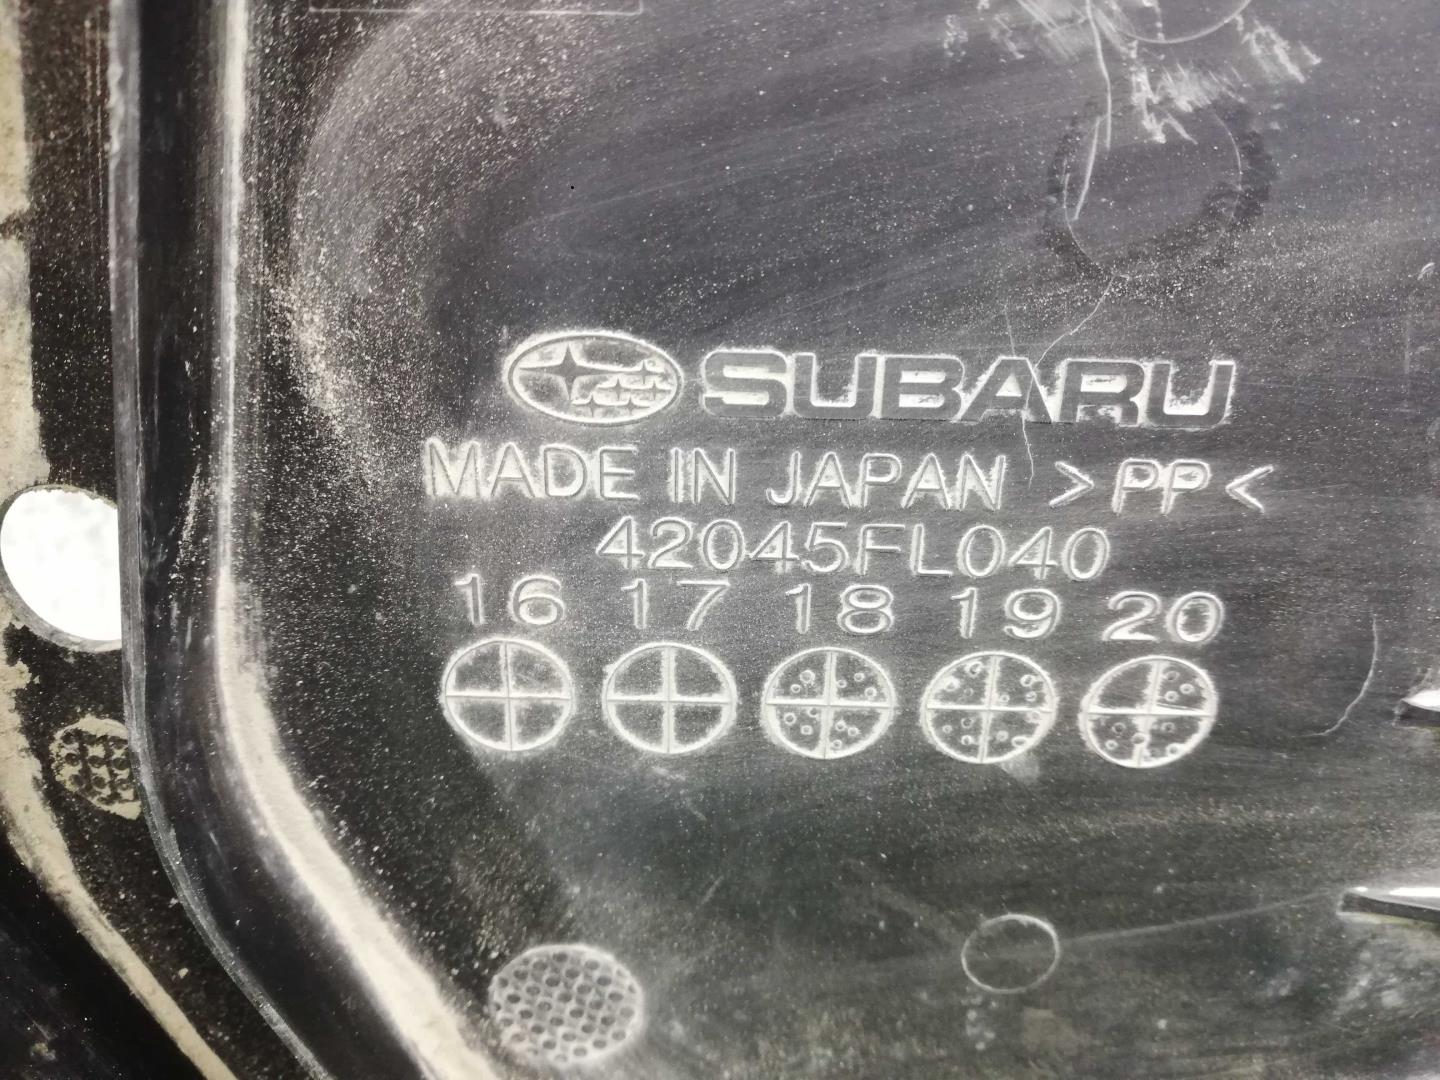 SUBARU
MADE IN JAPAN >PP<
42045FL040
16 17 18 19 20